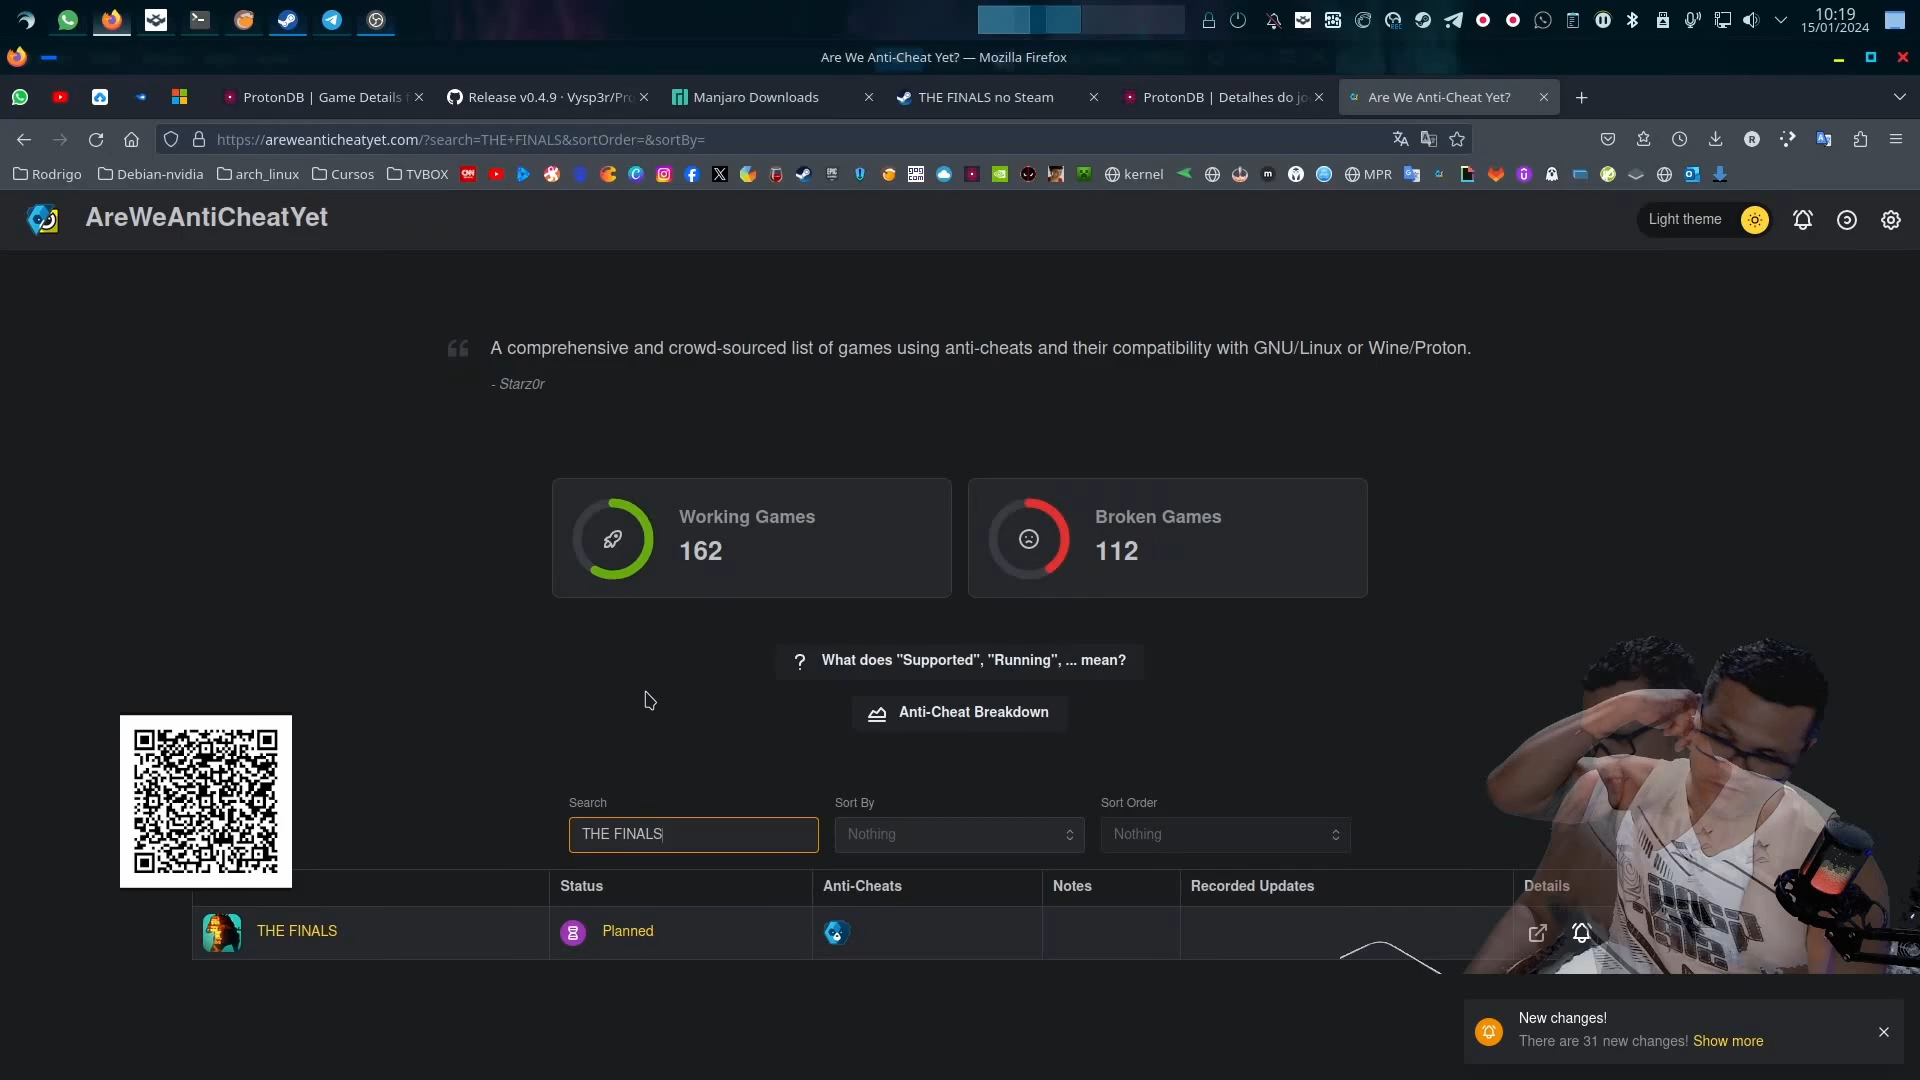 10:19
15/01/2024
Are We Anti-Cheat Yet? — Mozilla Firefox
ProtonDB | Game Details f
Release v0.4.9 · Vysp3r/Pro
Manjaro Downloads
THE FINALS no Steam
ProtonDB | Detalhes do jo
Are We Anti-Cheat Yet?
https://areweanticheatyet.com/?search=THE+FINALS&sortOrder=&sortBy=
Rodrigo
Debian-nvidia
arch_linux
Cursos
TVBOX
kernel
MPR
AreWeAntiCheatYet
Light theme
A comprehensive and crowd-sourced list of games using anti-cheats and their compatibility with GNU/Linux or Wine/Proton.
- Starz0r
Working Games
162
Broken Games
112
What does "Supported", "Running", ... mean?
Anti-Cheat Breakdown
Search
Sort By
Sort Order
THE FINALS
Nothing
Nothing
Status
Anti-Cheats
Notes
Recorded Updates
Details
THE FINALS
Planned
New changes!
There are 31 new changes! Show more